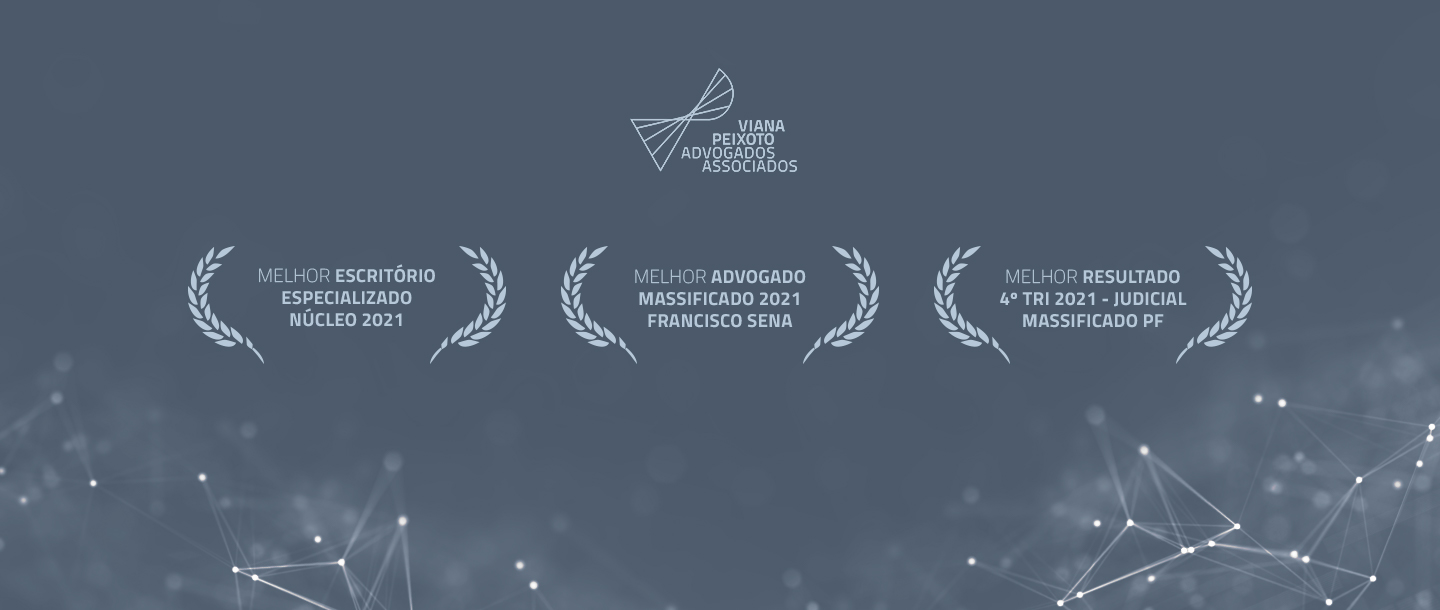 VIANA
PEIXOTO
ADVOGADOS
ASSOCIADOS
MELHOR ESCRITÓRIO
ESPECIALIZADO
NÚCLEO 2021
MELHOR ADVOGADO
MASSIFICADO 2021
FRANCISCO SENA
MELHOR RESULTADO
4º TRI 2021 - JUDICIAL
MASSIFICADO PF